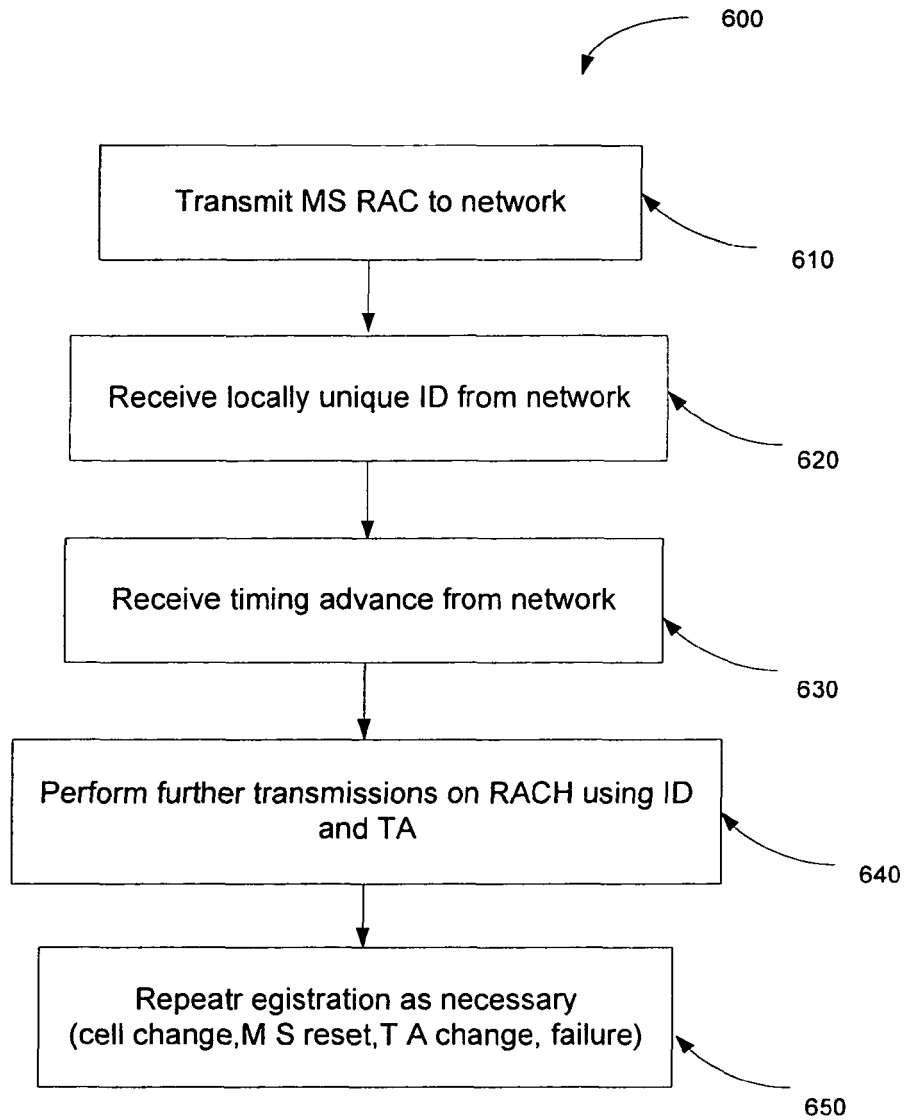 600
Transmit MS RAC to network
610
Receive locally unique ID from network
620
Receive timing advance from network
630
Perform further transmissions on RACH using ID
and TA
640
Repeatr egistration as necessary
(cell change,M S reset,T A change, failure)
650